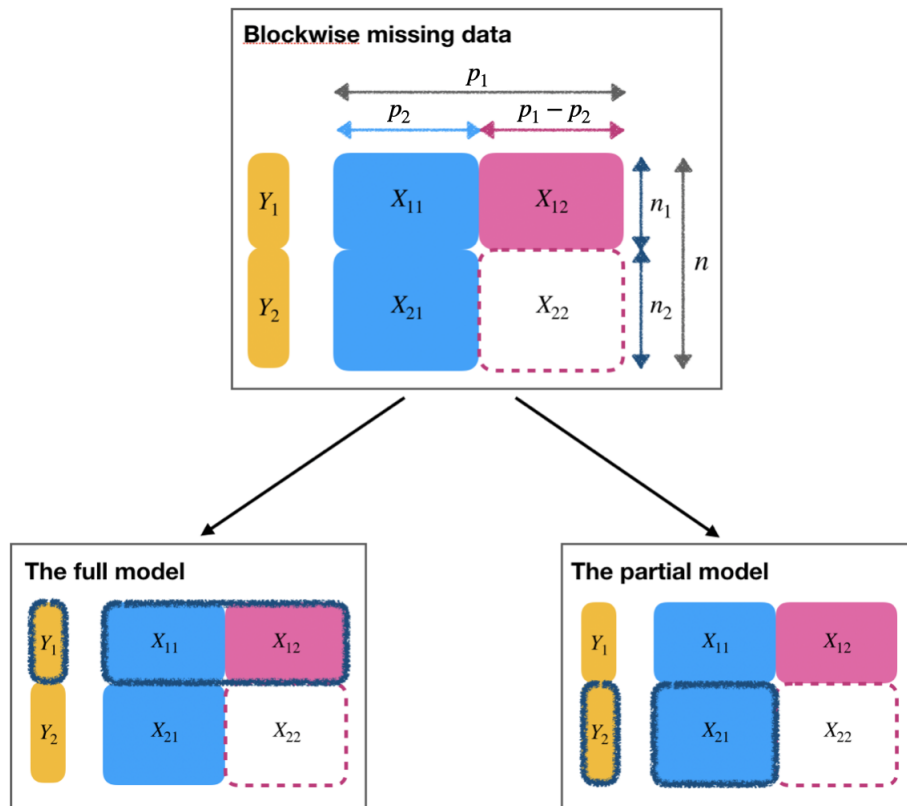 Blockwise missing data
p₁
p₂ p₁ − p₂
Y₁ X₁₁ X₁₂ n₁
n
Y₂ X₂₁ X₂₂ n₂
The full model
Y₁ X₁₁ X₁₂
Y₂ X₂₁ X₂₂
The partial model
Y₁ X₁₁ X₁₂
Y₂ X₂₁ X₂₂